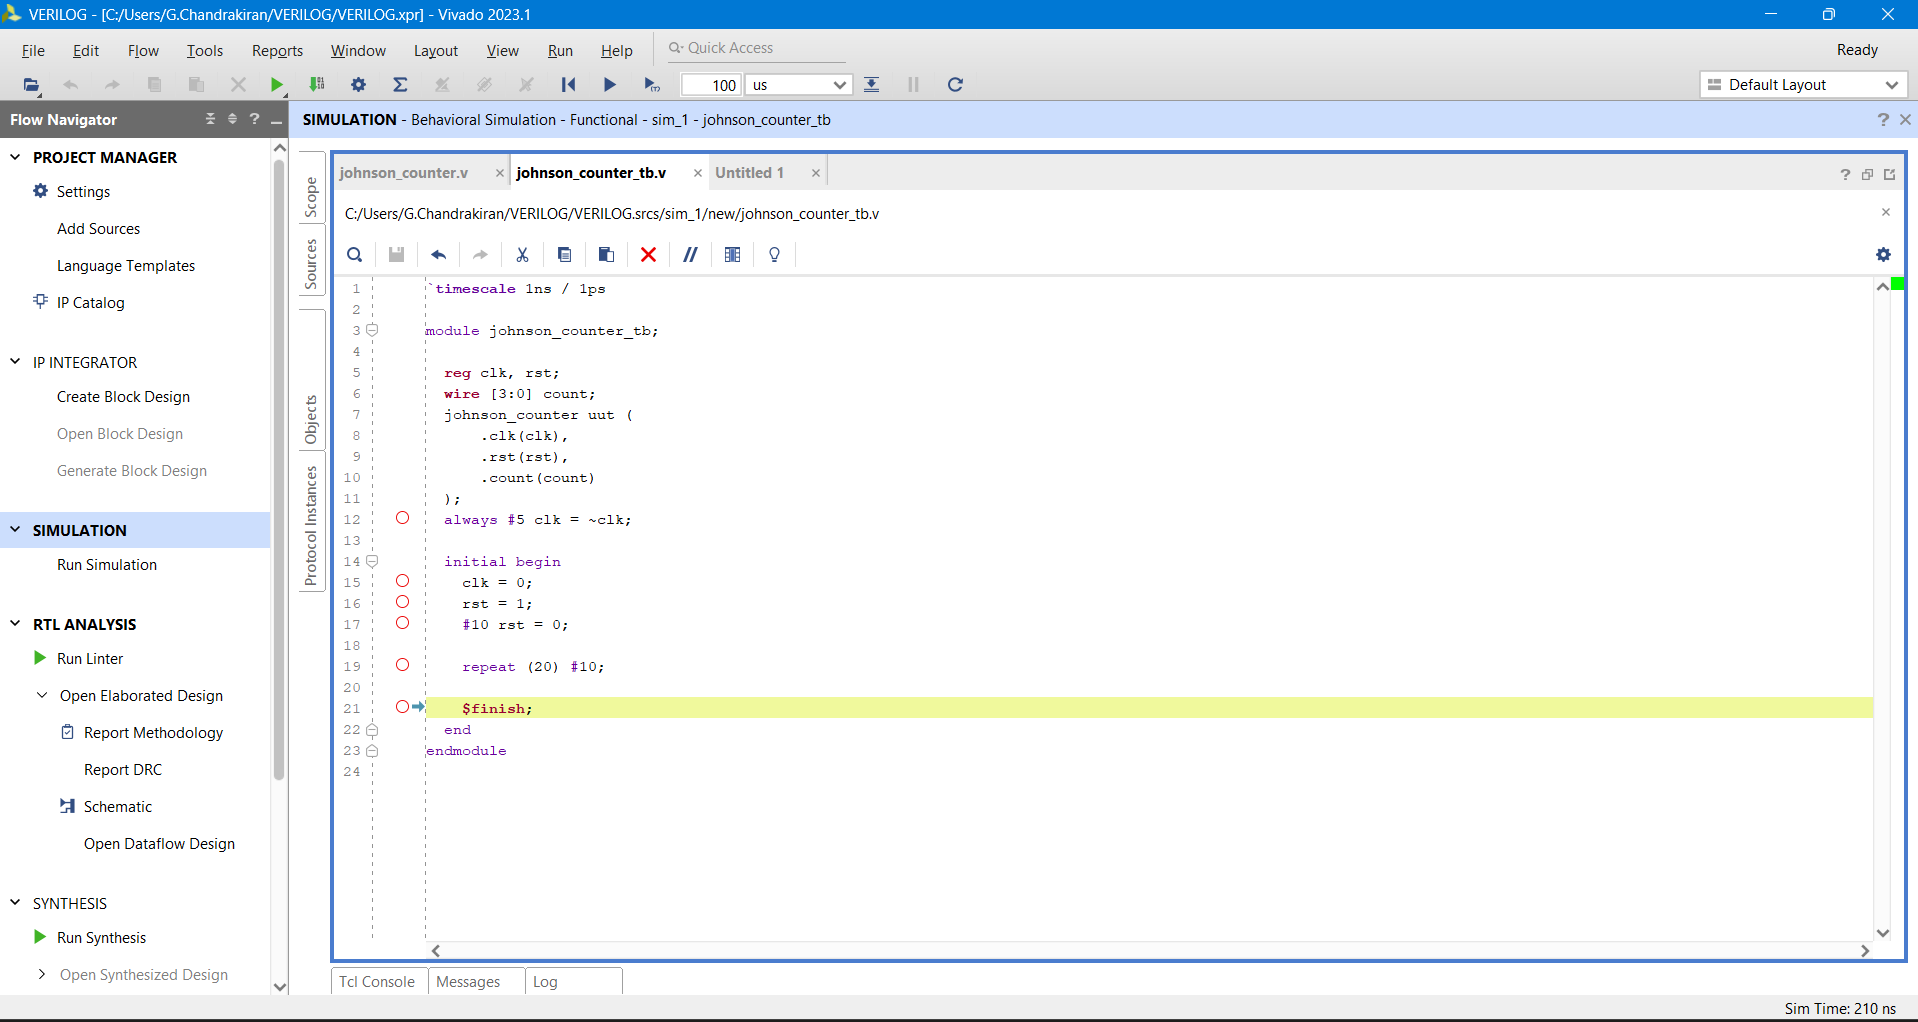 VERILOG - [C:/Users/G.Chandrakiran/VERILOG/VERILOG.xpr] - Vivado 2023.1
File Edit Flow Tools Reports Window Layout View Run Help Quick Access Ready
100 us Default Layout
Flow Navigator
SIMULATION - Behavioral Simulation - Functional - sim_1 - johnson_counter_tb
PROJECT MANAGER
Settings
Add Sources
Language Templates
IP Catalog
IP INTEGRATOR
Create Block Design
Open Block Design
Generate Block Design
SIMULATION
Run Simulation
RTL ANALYSIS
Run Linter
Open Elaborated Design
Report Methodology
Report DRC
Schematic
Open Dataflow Design
SYNTHESIS
Run Synthesis
Open Synthesized Design
Scope
Sources
Objects
Protocol Instances
johnson_counter.v johnson_counter_tb.v Untitled 1
C:/Users/G.Chandrakiran/VERILOG/VERILOG.srcs/sim_1/new/johnson_counter_tb.v
1 `timescale 1ns / 1ps
2
3 module johnson_counter_tb;
4
5 reg clk, rst;
6 wire [3:0] count;
7 johnson_counter uut (
8 .clk(clk),
9 .rst(rst),
10 .count(count)
11 );
12 always #5 clk = ~clk;
13
14 initial begin
15 clk = 0;
16 rst = 1;
17 #10 rst = 0;
18
19 repeat (20) #10;
20
21 $finish;
22 end
23 endmodule
24
Tcl Console Messages Log
Sim Time: 210 ns